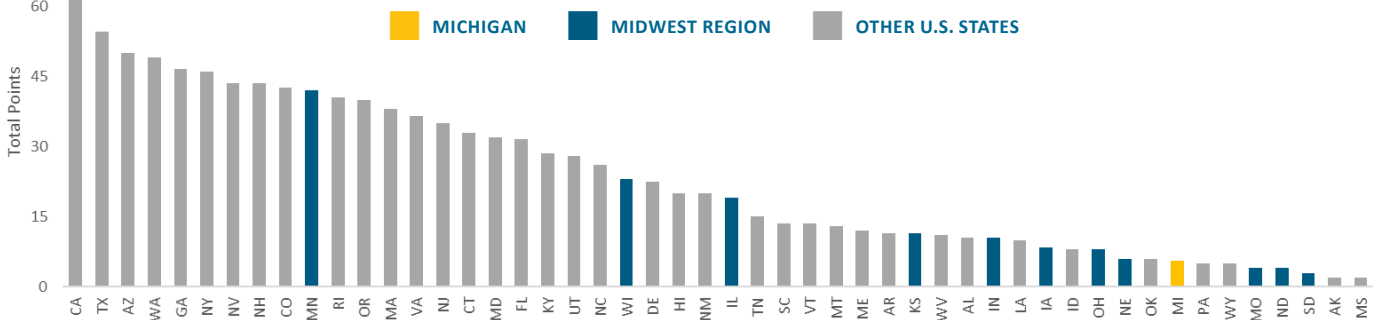 60
MICHIGAN MIDWEST REGION OTHER U.S. STATES
45
Total Points
30
15
0
CA TX AZ WA GA NY NV NH CO MN RI OR MA VA NJ CT MD FL KY UT NC WI DE HI NM IL TN SC VT MT ME AR KS WV AL IN LA IA ID OH NE OK MI PA WY MO ND SD AK MS